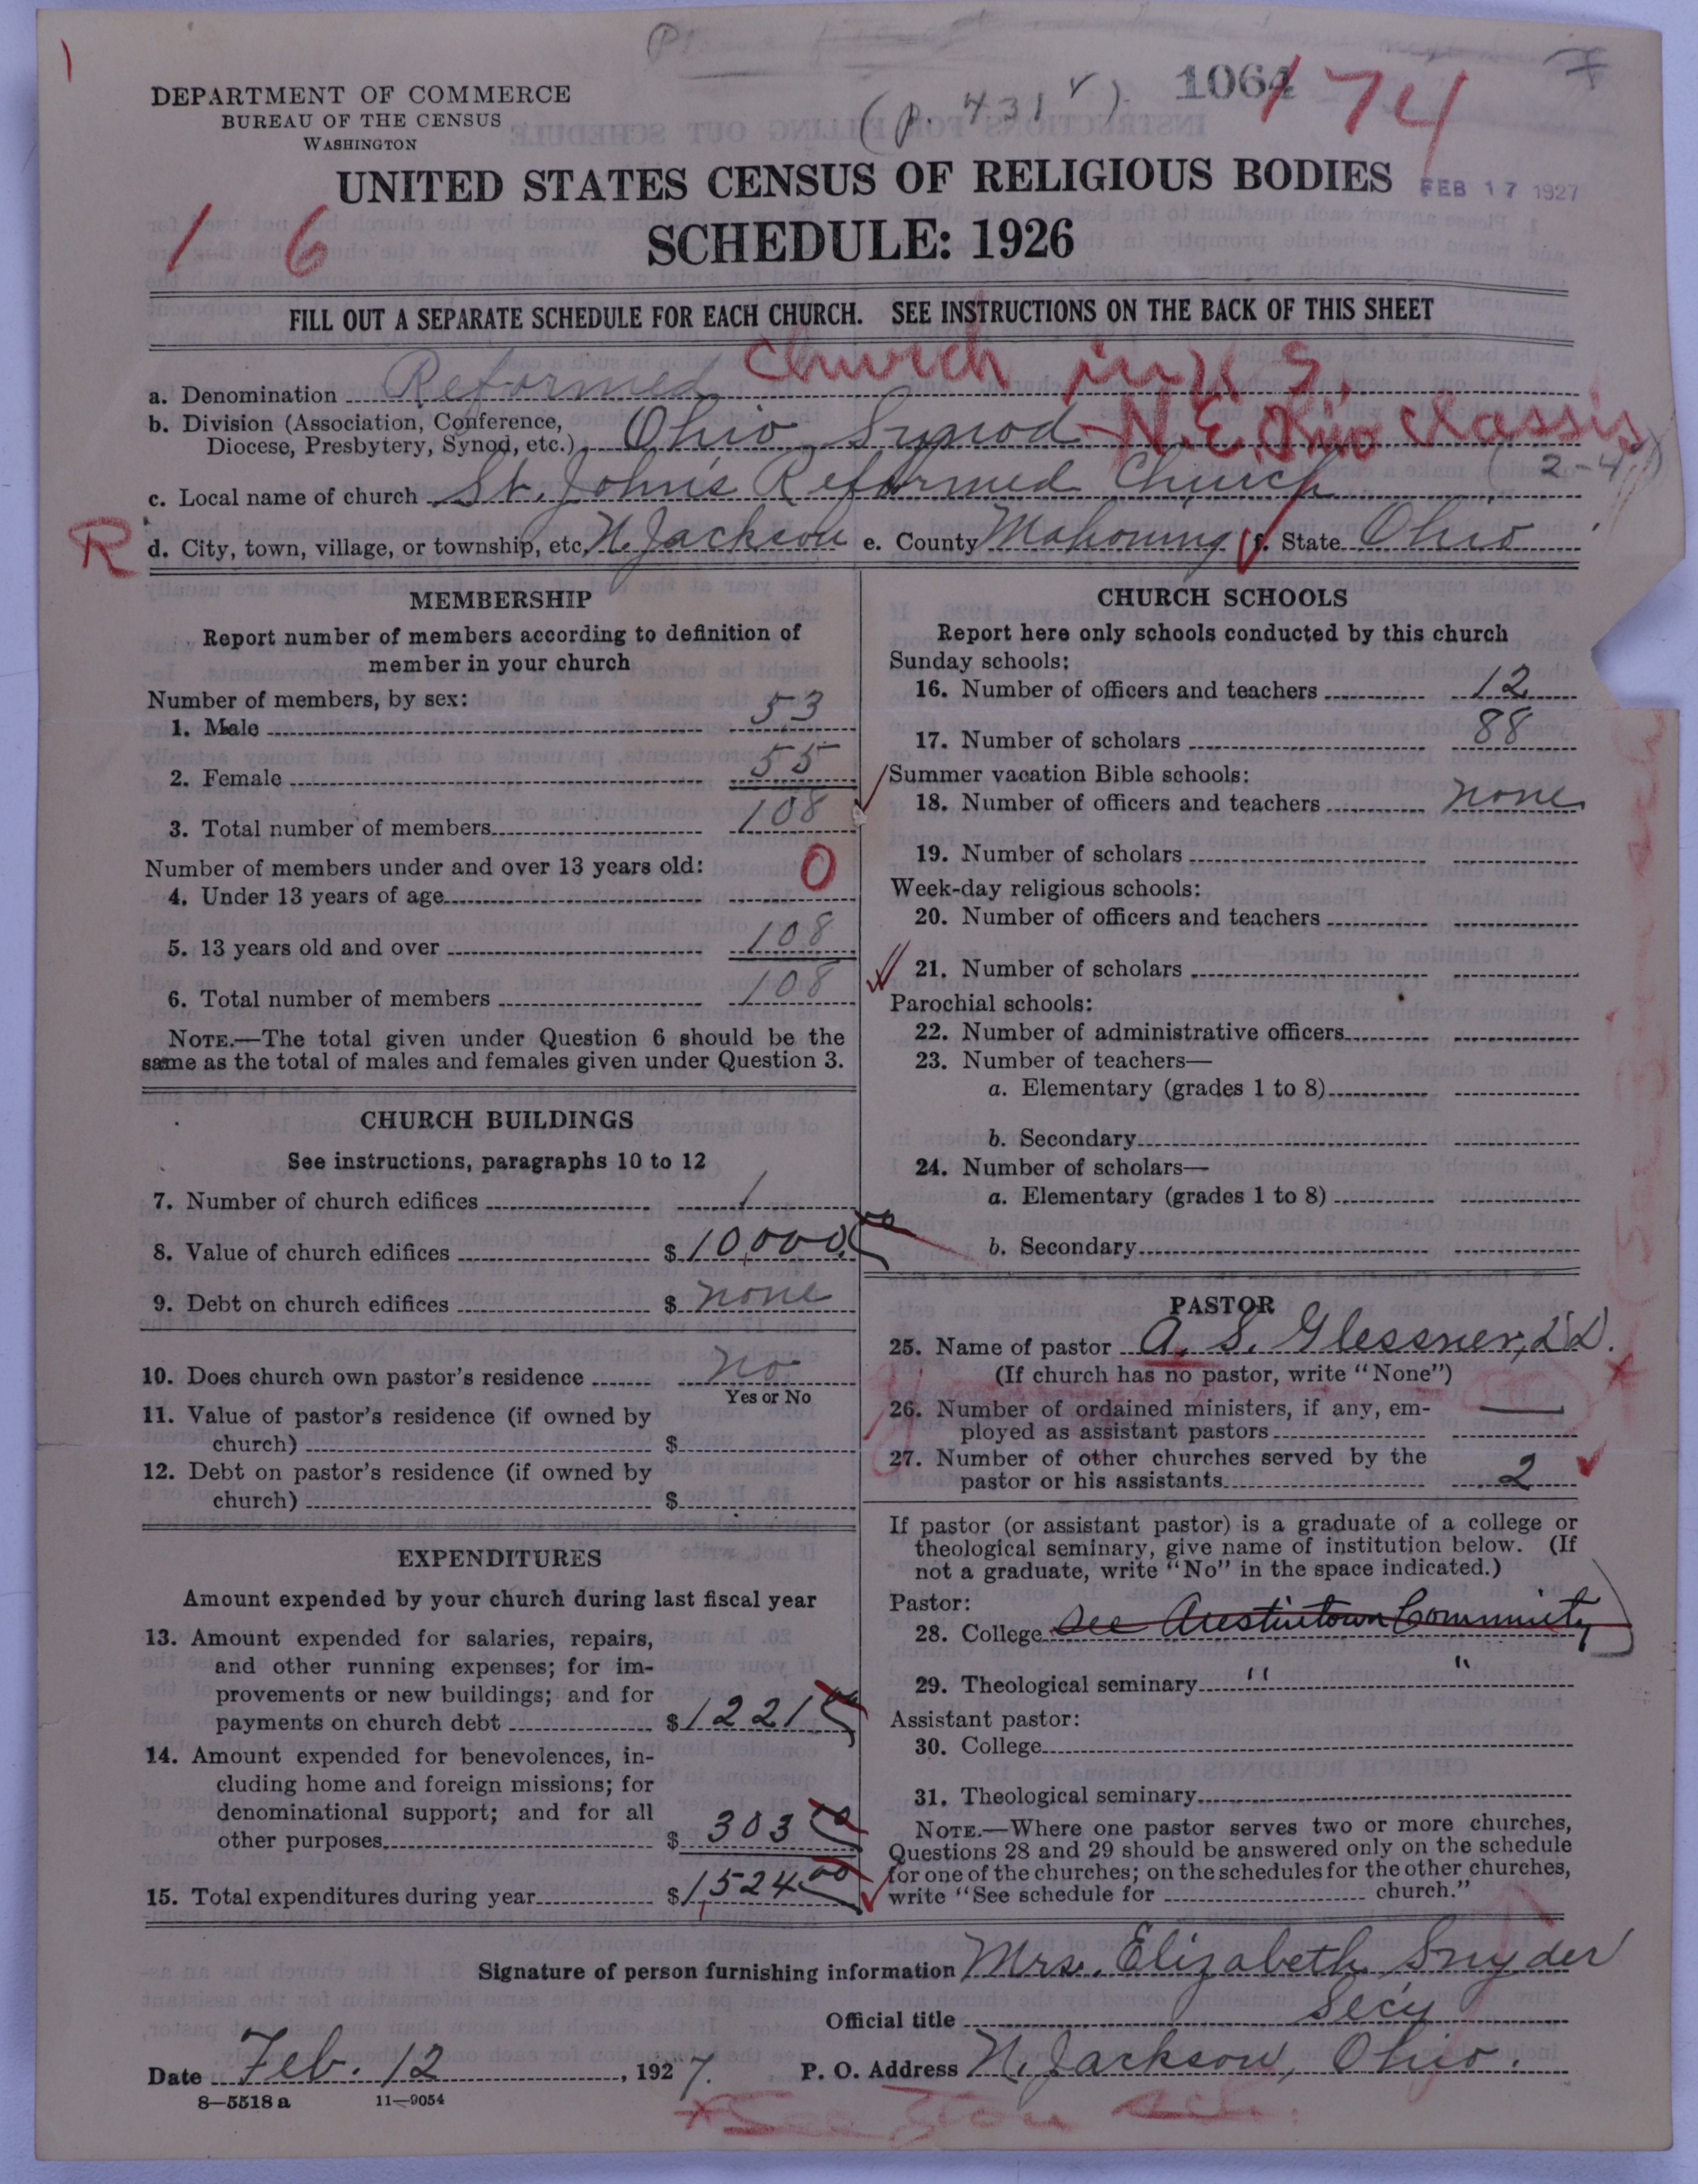 1064 174
(p. 431 ✓)
DEPARTMENT OF COMMERCE
BUREAU OF THE CENSUS
WASHINGTON
UNITED STATES CENSUS OF RELIGIOUS BODIES
FEB 17 1927
1 6
SCHEDULE: 1926
FILL OUT A SEPARATE SCHEDULE FOR EACH CHURCH. SEE INSTRUCTIONS ON THE BACK OF THIS SHEET
a. Denomination Reformed Church in U.S.
b. Division (Association, Conference,
Diocese, Presbytery, Synod, etc.) Ohio Synod - N.E. Ohio Classis
c. Local name of church St. John's Reformed Church (2-4)
R d. City, town, village, or township, etc. N. Jackson e. County Mahoning f. State Ohio
MEMBERSHIP
Report number of members according to definition of
member in your church
Number of members, by sex:
1. Male 53
2. Female 55
3. Total number of members 108
Number of members under and over 13 years old:
4. Under 13 years of age 0
5. 13 years old and over 108
6. Total number of members 108
NOTE.—The total given under Question 6 should be the
same as the total of males and females given under Question 3.
CHURCH BUILDINGS
See instructions, paragraphs 10 to 12
7. Number of church edifices 1
8. Value of church edifices $ 10,000.00
9. Debt on church edifices $ none
10. Does church own pastor's residence No
Yes or No
11. Value of pastor's residence (if owned by
church) $
12. Debt on pastor's residence (if owned by
church) $
EXPENDITURES
Amount expended by your church during last fiscal year
13. Amount expended for salaries, repairs,
and other running expenses; for im-
provements or new buildings; and for
payments on church debt $ 1221 00
14. Amount expended for benevolences, in-
cluding home and foreign missions; for
denominational support; and for all
other purposes $ 303 00
15. Total expenditures during year $ 1,524 00
CHURCH SCHOOLS
Report here only schools conducted by this church
Sunday schools:
16. Number of officers and teachers 12
17. Number of scholars 88
Summer vacation Bible schools:
18. Number of officers and teachers none
19. Number of scholars
Week-day religious schools:
20. Number of officers and teachers
21. Number of scholars
Parochial schools:
22. Number of administrative officers
23. Number of teachers—
a. Elementary (grades 1 to 8)
b. Secondary
24. Number of scholars—
a. Elementary (grades 1 to 8)
b. Secondary
PASTOR
25. Name of pastor A. S. Glessner, DD.
(If church has no pastor, write "None")
26. Number of ordained ministers, if any, em-
ployed as assistant pastors —
27. Number of other churches served by the
pastor or his assistants 2
If pastor (or assistant pastor) is a graduate of a college or
theological seminary, give name of institution below. (If
not a graduate, write "No" in the space indicated.)
Pastor:
28. College See Austintown Community
29. Theological seminary " "
Assistant pastor:
30. College
31. Theological seminary
NOTE.—Where one pastor serves two or more churches,
Questions 28 and 29 should be answered only on the schedule
for one of the churches; on the schedules for the other churches,
write "See schedule for church."
Signature of person furnishing information Mrs. Elizabeth Snyder
Official title Secy
Date Feb. 12, 1927. P. O. Address N. Jackson, Ohio.
8—5518 a 11—9054